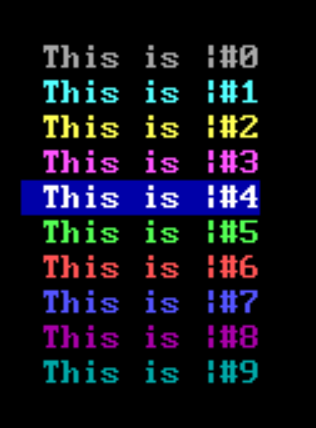 This is ¦#0
This is ¦#1
This is ¦#2
This is ¦#3
This is ¦#4
This is ¦#5
This is ¦#6
This is ¦#7
This is ¦#8
This is ¦#9